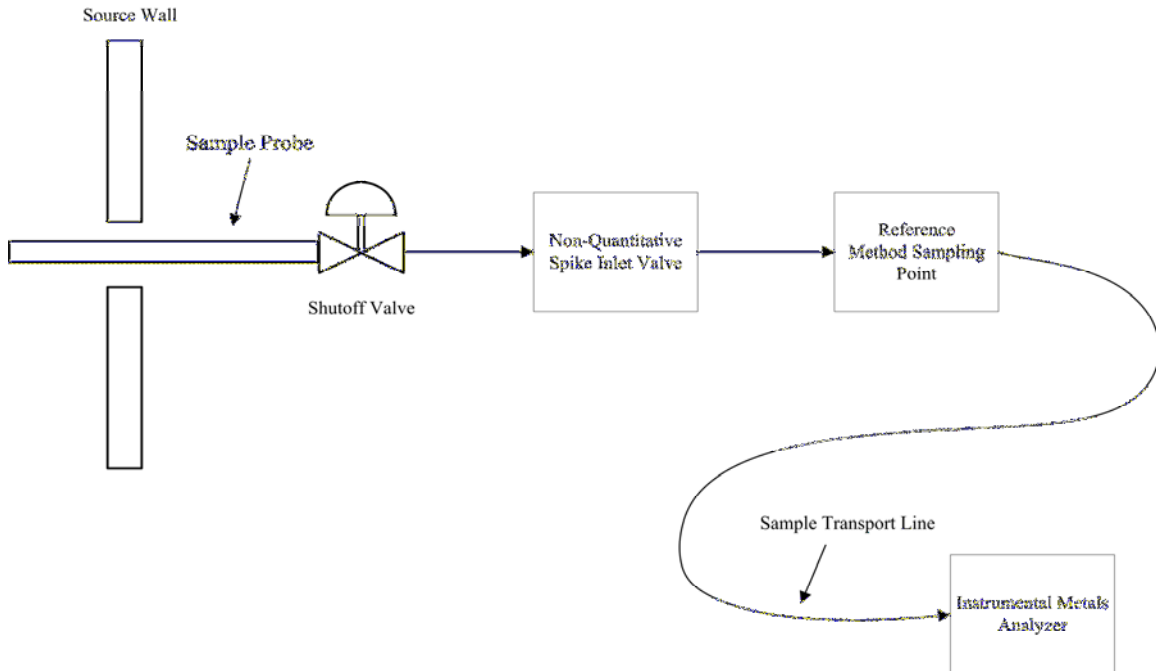 Source Wall
Sample Probe
Shutoff Valve
Non-Quantitative
Spike Inlet Valve
Reference
Method Sampling
Point
Sample Transport Line
Instrumental Metals
Analyzer